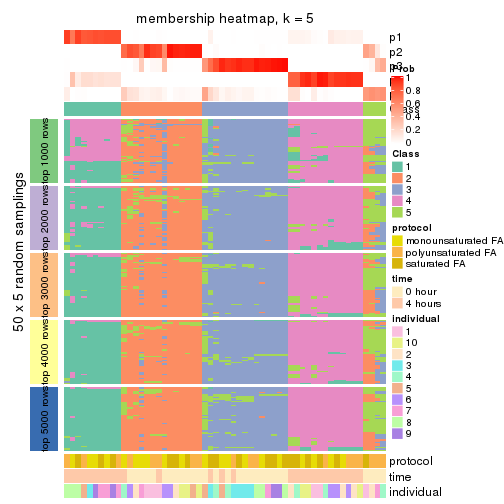 membership heatmap, k = 5
p1
p2
p3
Prob
1
0.8
0.6
0.4
0.2
0
Class
1
2
3
4
5
protocol
monounsaturated FA
polyunsaturated FA
saturated FA
time
0 hour
4 hours
individual
1
10
2
3
4
5
6
7
8
9
50 x 5 random samplings
top 1000 rows
top 2000 rows
top 3000 rows
top 4000 rows
top 5000 rows
protocol
time
individual